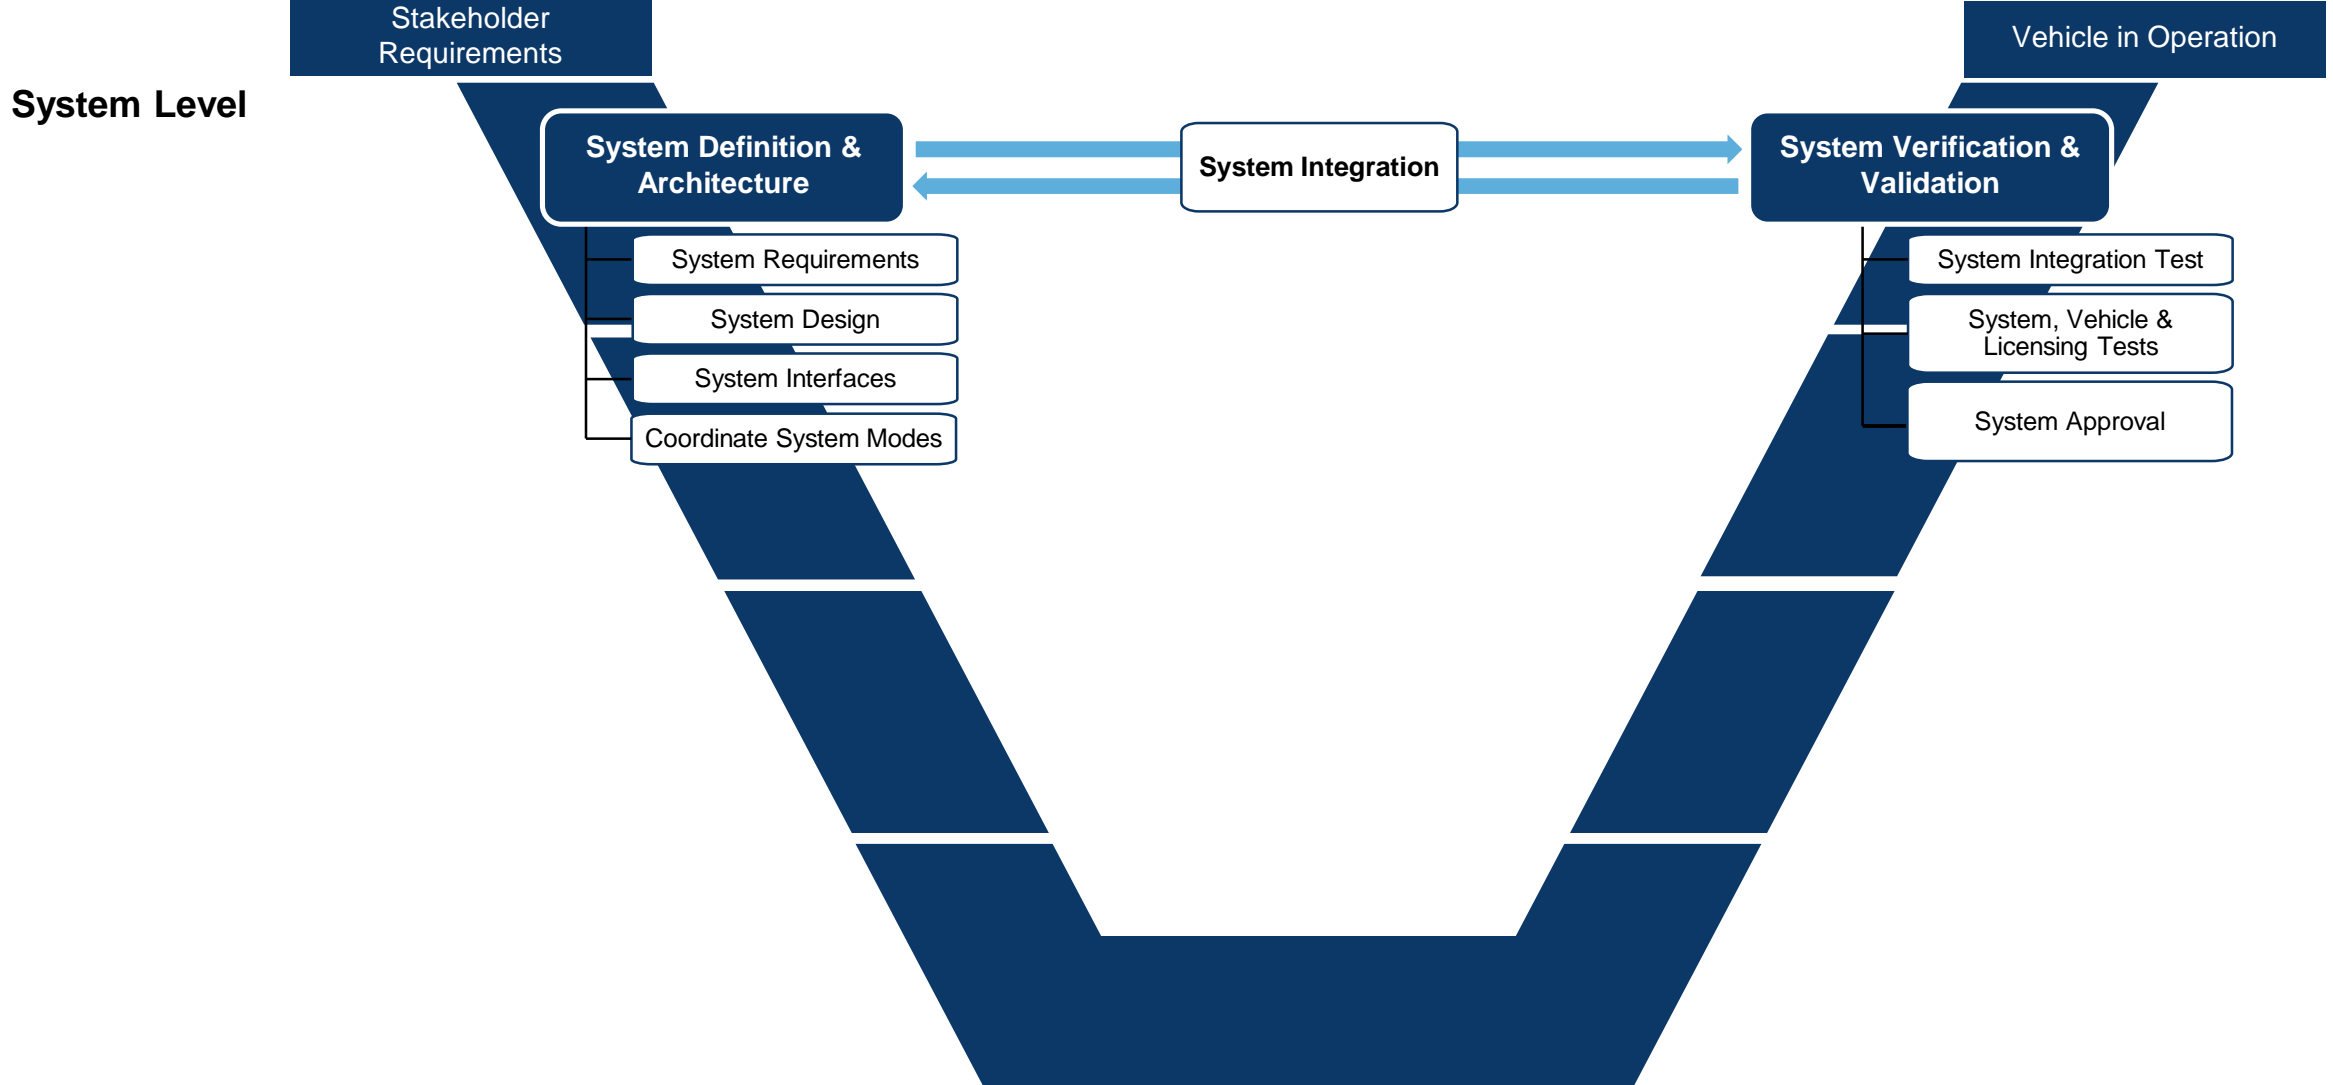 Stakeholder
Requirements
Vehicle in Operation
System Level
System Definition &
Architecture
System Integration
System Verification &
Validation
System Requirements
System Design
System Interfaces
Coordinate System Modes
System Integration Test
System, Vehicle &
Licensing Tests
System Approval